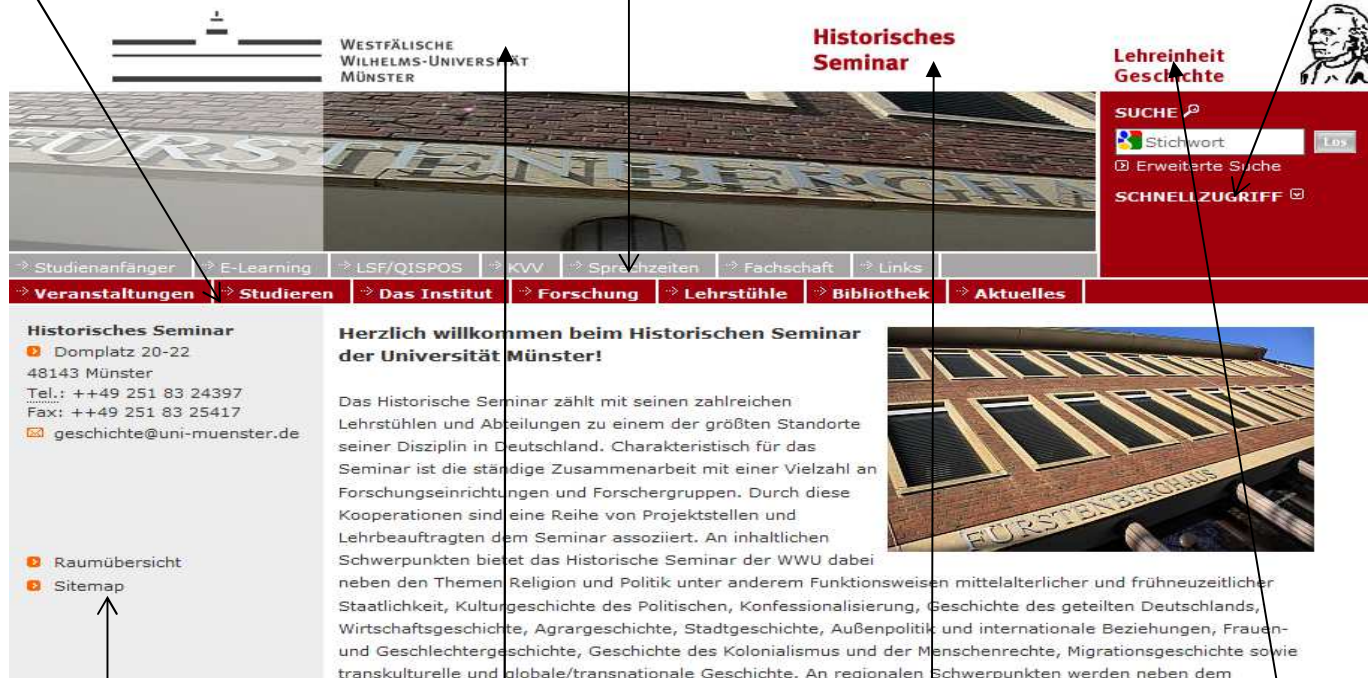 WESTFÄLISCHE
WILHELMS-UNIVERSITÄT
MÜNSTER
Historisches
Seminar
Lehreinheit
Geschichte
FÜRSTENBERGHA
SUCHE
Stichwort Los
Erweiterte Suche
SCHNELLZUGRIFF
Studienanfänger E-Learning LSF/QISPOS KVV Sprechzeiten Fachschaft Links
Veranstaltungen Studieren Das Institut Forschung Lehrstühle Bibliothek Aktuelles
Historisches Seminar
Domplatz 20-22
48143 Münster
Tel.: ++49 251 83 24397
Fax: ++49 251 83 25417
geschichte@uni-muenster.de
Raumübersicht
Sitemap
Herzlich willkommen beim Historischen Seminar
der Universität Münster!
Das Historische Seminar zählt mit seinen zahlreichen
Lehrstühlen und Abteilungen zu einem der größten Standorte
seiner Disziplin in Deutschland. Charakteristisch für das
Seminar ist die ständige Zusammenarbeit mit einer Vielzahl an
Forschungseinrichtungen und Forschergruppen. Durch diese
Kooperationen sind eine Reihe von Projektstellen und
Lehrbeauftragten dem Seminar assoziiert. An inhaltlichen
Schwerpunkten bietet das Historische Seminar der WWU dabei
neben den Themen Religion und Politik unter anderem Funktionsweisen mittelalterlicher und frühneuzeitlicher
Staatlichkeit, Kulturgeschichte des Politischen, Konfessionalisierung, Geschichte des geteilten Deutschlands,
Wirtschaftsgeschichte, Agrargeschichte, Stadtgeschichte, Außenpolitik und internationale Beziehungen, Frauen-
und Geschlechtergeschichte, Geschichte des Kolonialismus und der Menschenrechte, Migrationsgeschichte sowie
transkulturelle und globale/transnationale Geschichte. An regionalen Schwerpunkten werden neben dem
FÜRSTENBERGHAUS